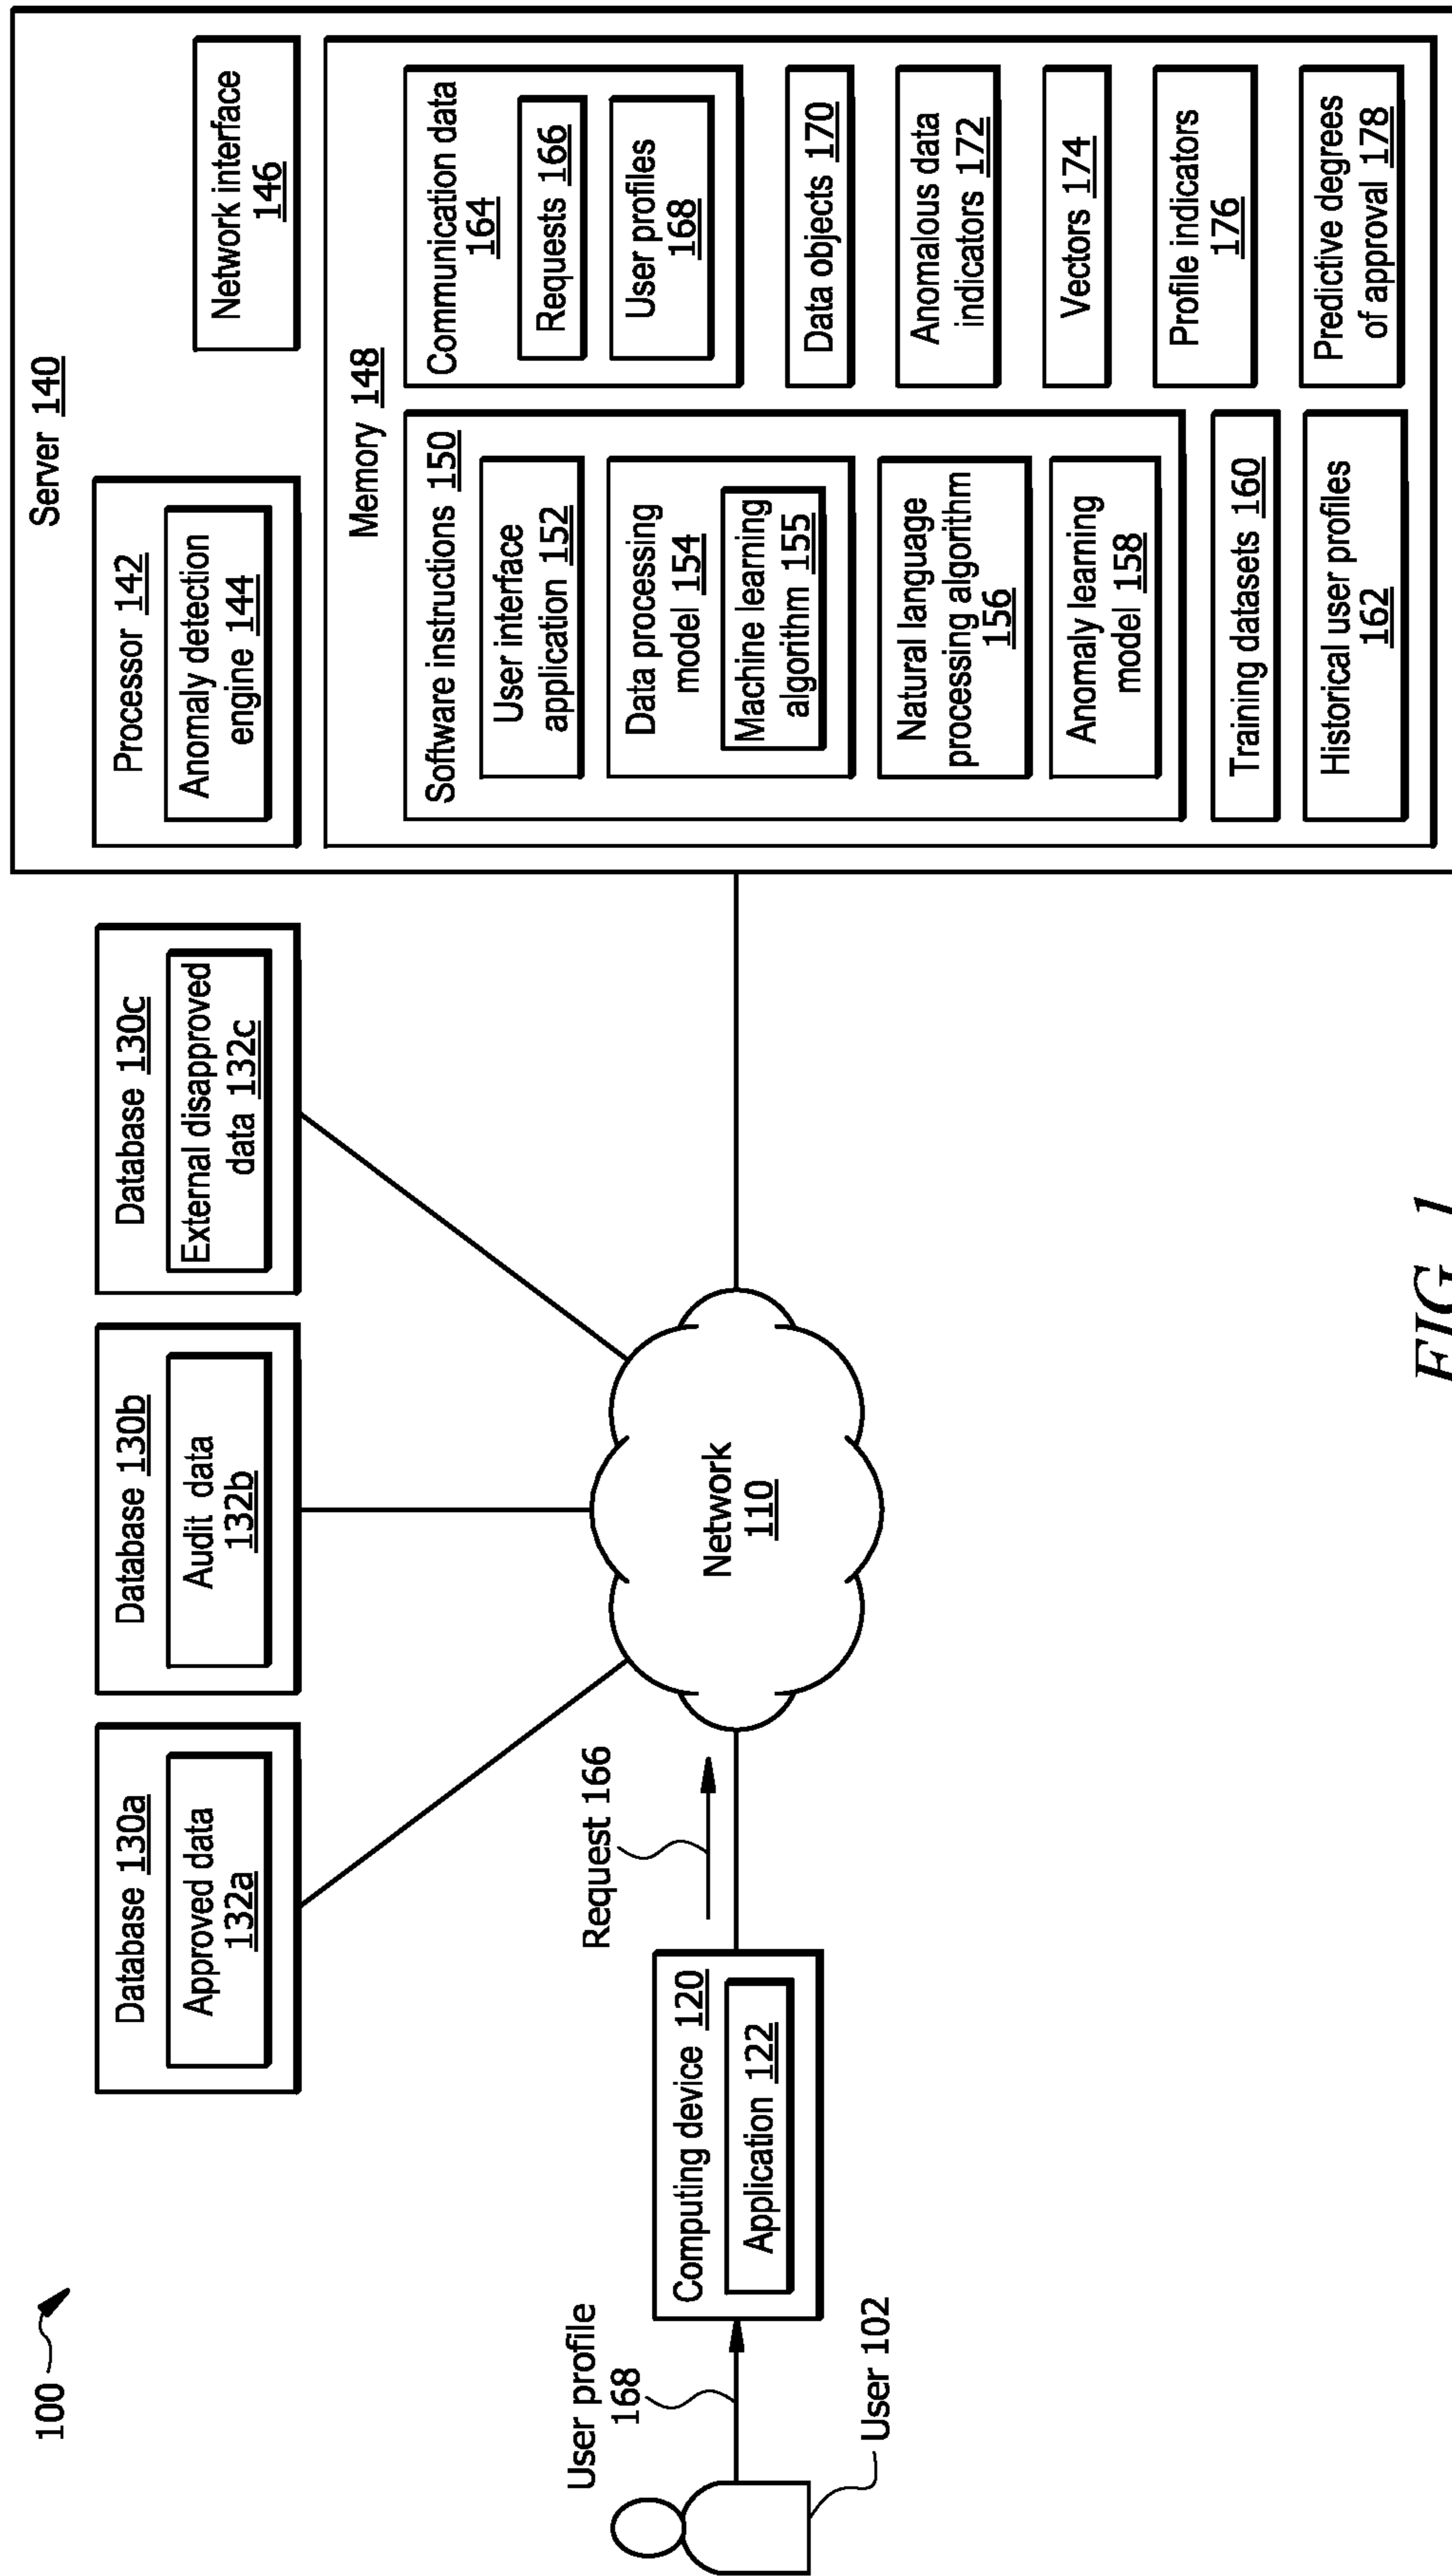 100
User profile
168
User 102
Computing device 120
Application 122
Request 166
Network
110
Database 130a
Approved data
132a
Database 130b
Audit data
132b
Database 130c
External disapproved
data 132c
Server 140
Processor 142
Anomaly detection
engine 144
Network interface
146
Memory 148
Software instructions 150
User interface
application 152
Data processing
model 154
Machine learning
algorithm 155
Natural language
processing algorithm
156
Anomaly learning
model 158
Training datasets 160
Historical user profiles
162
Communication data
164
Requests 166
User profiles
168
Data objects 170
Anomalous data
indicators 172
Vectors 174
Profile indicators
176
Predictive degrees
of approval 178
FIG. 1